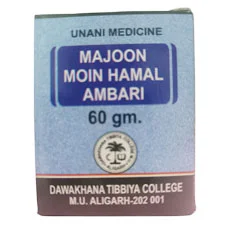 UNANI MEDICINE
MAJOON
MOIN HAMAL
AMBARI
60 gm.
DAWAKHANA TIBBIYA COLLEGE
M.U. ALIGARH-202 001